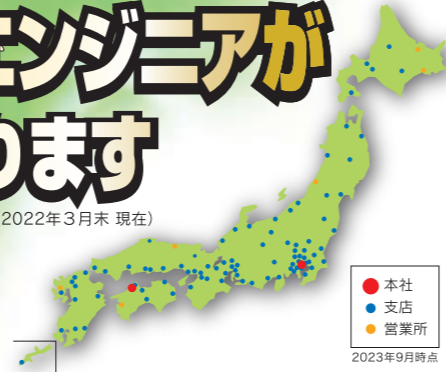 エンジニアが
ります
2022年3月末 現在）
本社
支店
営業所
2023年9月時点